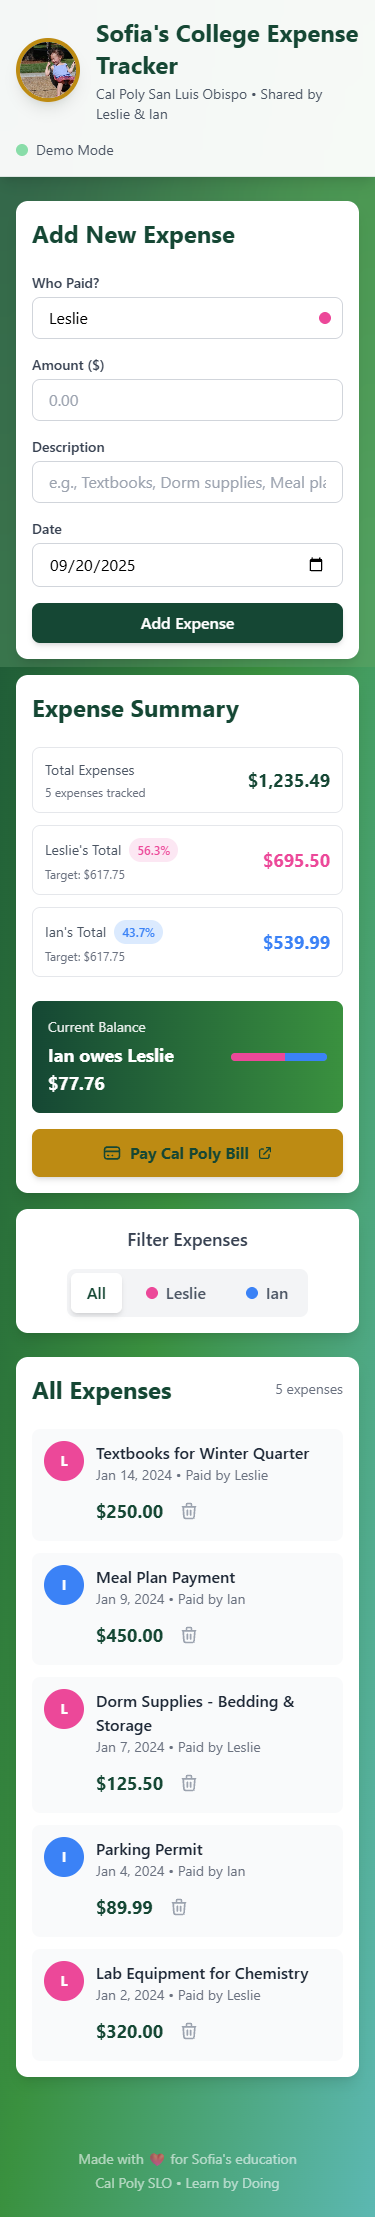 Sofia's College Expense
Tracker
Cal Poly San Luis Obispo • Shared by
Leslie & Ian
Demo Mode
Add New Expense
Who Paid?
Leslie
Amount ($)
0.00
Description
e.g., Textbooks, Dorm supplies, Meal pla
Date
09/20/2025
Add Expense
Expense Summary
Total Expenses
5 expenses tracked
$1,235.49
Leslie's Total 56.3%
Target: $617.75
$695.50
Ian's Total 43.7%
Target: $617.75
$539.99
Current Balance
Ian owes Leslie
$77.76
Pay Cal Poly Bill
Filter Expenses
All Leslie Ian
All Expenses 5 expenses
L
Textbooks for Winter Quarter
Jan 14, 2024 • Paid by Leslie
$250.00
I
Meal Plan Payment
Jan 9, 2024 • Paid by Ian
$450.00
L
Dorm Supplies - Bedding &
Storage
Jan 7, 2024 • Paid by Leslie
$125.50
I
Parking Permit
Jan 4, 2024 • Paid by Ian
$89.99
L
Lab Equipment for Chemistry
Jan 2, 2024 • Paid by Leslie
$320.00
Made with ❤️ for Sofia's education
Cal Poly SLO • Learn by Doing